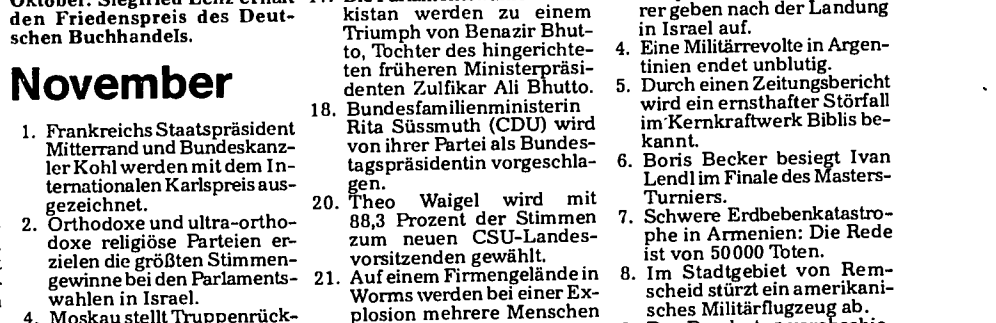 Oktober: Siegfried Lenz erhält
den Friedenspreis des Deut-
schen Buchhandels.
November
1. Frankreichs Staatspräsident
Mitterrand und Bundeskanz-
ler Kohl werden mit dem In-
ternationalen Karlspreis aus-
gezeichnet.
2. Orthodoxe und ultra-ortho-
doxe religiöse Parteien er-
zielen die größten Stimmen-
gewinne bei den Parlaments-
wahlen in Israel.
4. Moskau stellt Truppenrück-
kistan werden zu einem
Triumph von Benazir Bhut-
to, Tochter des hingerichte-
ten früheren Ministerpräsi-
denten Zulfikar Ali Bhutto.
18. Bundesfamilienministerin
Rita Süssmuth (CDU) wird
von ihrer Partei als Bundes-
tagspräsidentin vorgeschla-
gen.
20. Theo Waigel wird mit
88,3 Prozent der Stimmen
zum neuen CSU-Landes-
vorsitzenden gewählt.
21. Auf einem Firmengelände in
Worms werden bei einer Ex-
plosion mehrere Menschen
rer geben nach der Landung
in Israel auf.
4. Eine Militärrevolte in Argen-
tinien endet unblutig.
5. Durch einen Zeitungsbericht
wird ein ernsthafter Störfall
im Kernkraftwerk Biblis be-
kannt.
6. Boris Becker besiegt Ivan
Lendl im Finale des Masters-
Turniers.
7. Schwere Erdbebenkatastro-
phe in Armenien: Die Rede
ist von 50000 Toten.
8. Im Stadtgebiet von Rem-
scheid stürzt ein amerikani-
sches Militärflugzeug ab.